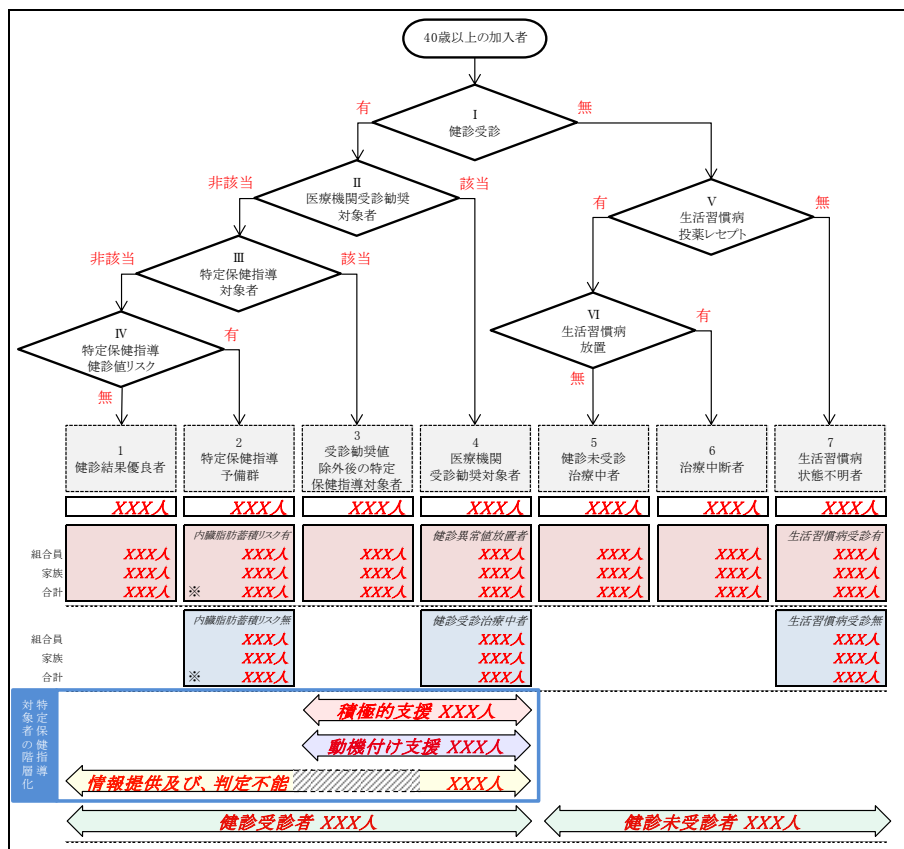 40歳以上の加入者
Ⅰ
健診受診
有
無
Ⅱ
医療機関受診勧奨
対象者
非該当
該当
Ⅴ
生活習慣病
投薬レセプト
有
無
Ⅲ
特定保健指導
対象者
非該当
該当
Ⅵ
生活習慣病
放置
有
無
Ⅳ
特定保健指導
健診値リスク
有
無
1
健診結果優良者
2
特定保健指導
予備群
3
受診勧奨値
除外後の特定
保健指導対象者
4
医療機関
受診勧奨対象者
5
健診未受診
治療中者
6
治療中断者
7
生活習慣病
状態不明者
XXX人 XXX人 XXX人 XXX人 XXX人 XXX人 XXX人
内臓脂肪蓄積リスク有 健診異常値放置者 生活習慣病受診有
組合員 XXX人 XXX人 XXX人 XXX人 XXX人 XXX人 XXX人
家族 XXX人 XXX人 XXX人 XXX人 XXX人 XXX人 XXX人
合計 XXX人 ※ XXX人 XXX人 XXX人 XXX人 XXX人 XXX人
内臓脂肪蓄積リスク無 健診受診治療中者 生活習慣病受診無
組合員 XXX人 XXX人 XXX人
家族 XXX人 XXX人 XXX人
合計 ※ XXX人 XXX人 XXX人
特定保健指導
対象者の階層化
積極的支援 XXX人
動機付け支援 XXX人
情報提供及び、判定不能 XXX人
健診受診者 XXX人
健診未受診者 XXX人